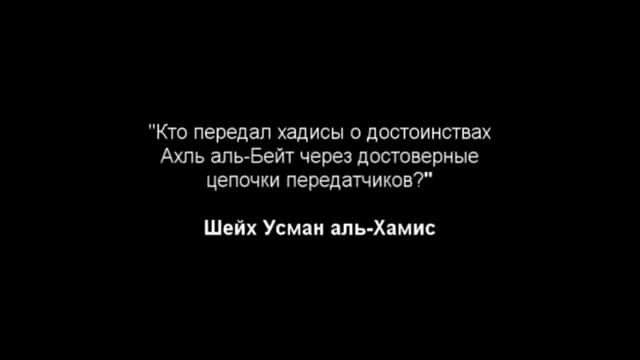 "Кто передал хадисы о достоинствах
Ахль аль-Бейт через достоверные
цепочки передатчиков?"
Шейх Усман аль-Хамис